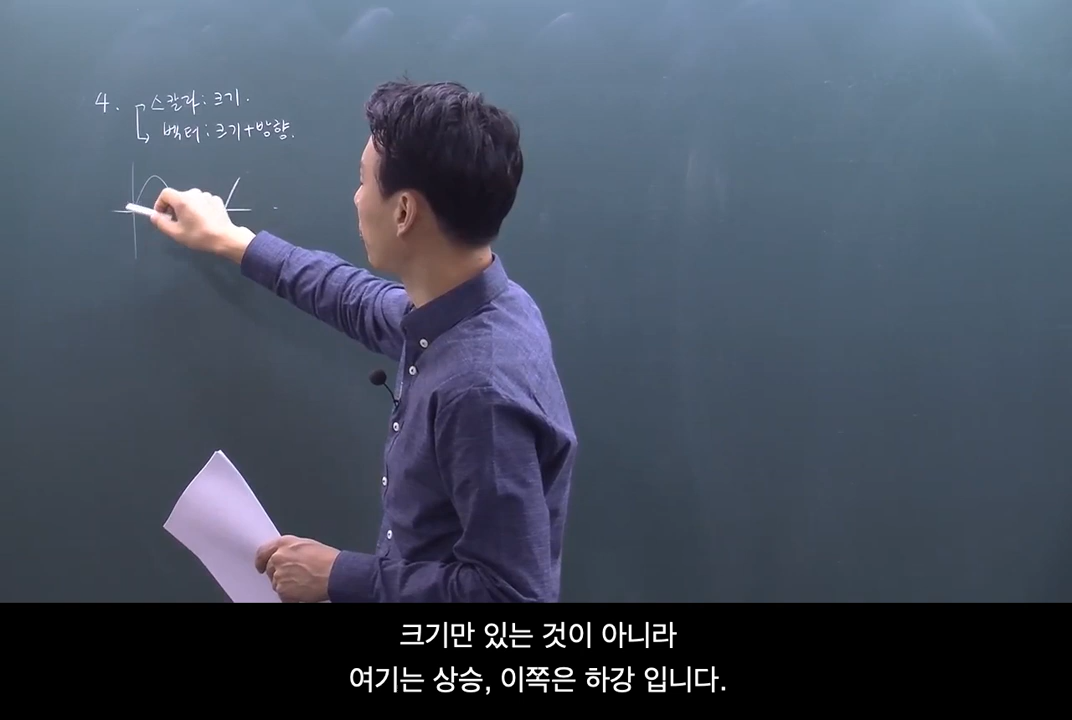 4. 스칼라 : 크기.
벡터 : 크기+방향.
크기만 있는 것이 아니라
여기는 상승, 이쪽은 하강 입니다.